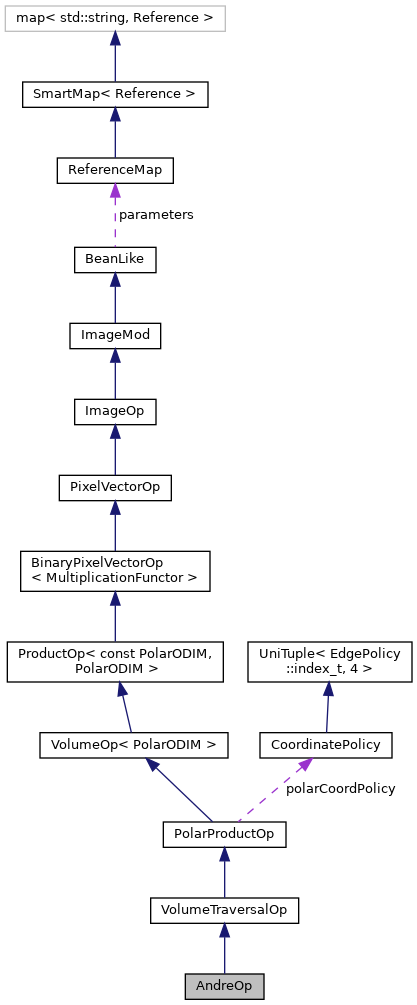 map< std::string, Reference >
SmartMap< Reference >
ReferenceMap
parameters
BeanLike
ImageMod
ImageOp
PixelVectorOp
BinaryPixelVectorOp
< MultiplicationFunctor >
ProductOp< const PolarODIM,
PolarODIM >
UniTuple< EdgePolicy
::index_t, 4 >
VolumeOp< PolarODIM >
CoordinatePolicy
polarCoordPolicy
PolarProductOp
VolumeTraversalOp
AndreOp